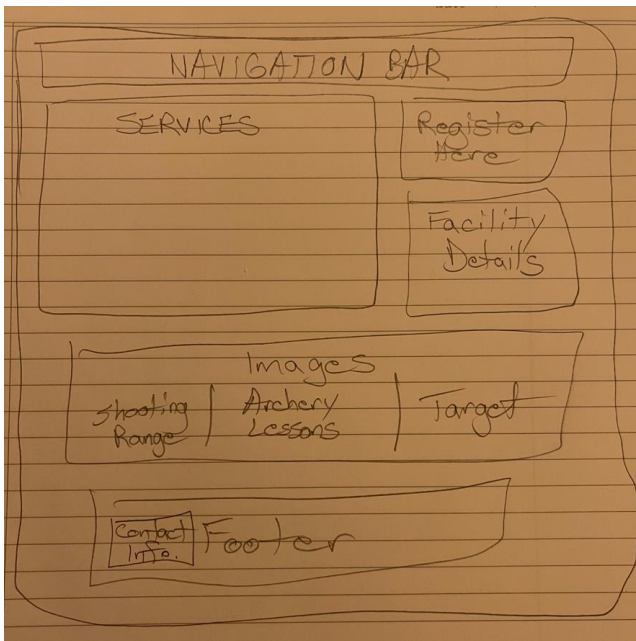 NAVIGATION BAR
SERVICES
Register
Here
Facility
Details
Images
Shooting
Range
Archery
Lessons
Target
Contact
Info.
Footer